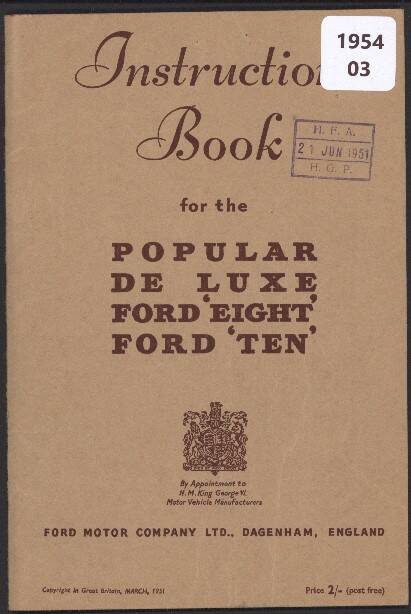 Instruction
1954
03
Book
H. F. A.
21 JUN 1951
H. G. P.
for the
POPULAR
DE LUXE
FORD 'EIGHT'
FORD 'TEN'
By Appointment to
H. M. King George VI.
Motor Vehicle Manufacturers
FORD MOTOR COMPANY LTD., DAGENHAM, ENGLAND
Copyright in Great Britain, MARCH, 1951
Price 2/- (post free)